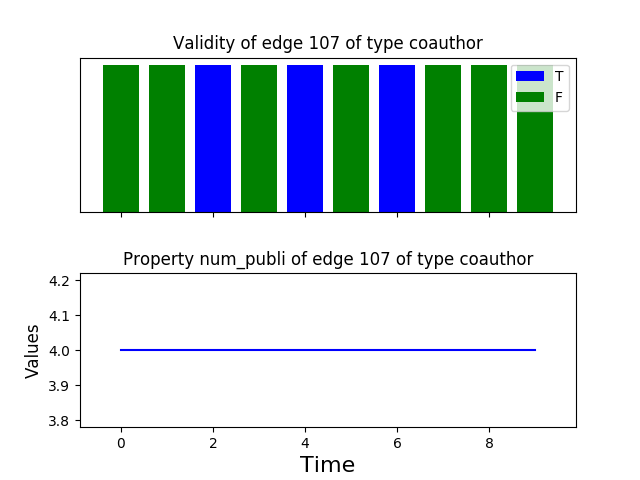 Validity of edge 107 of type coauthor
T
F
Property num_publi of edge 107 of type coauthor
4.2
4.1
4.0
3.9
3.8
Values
0 2 4 6 8
Time